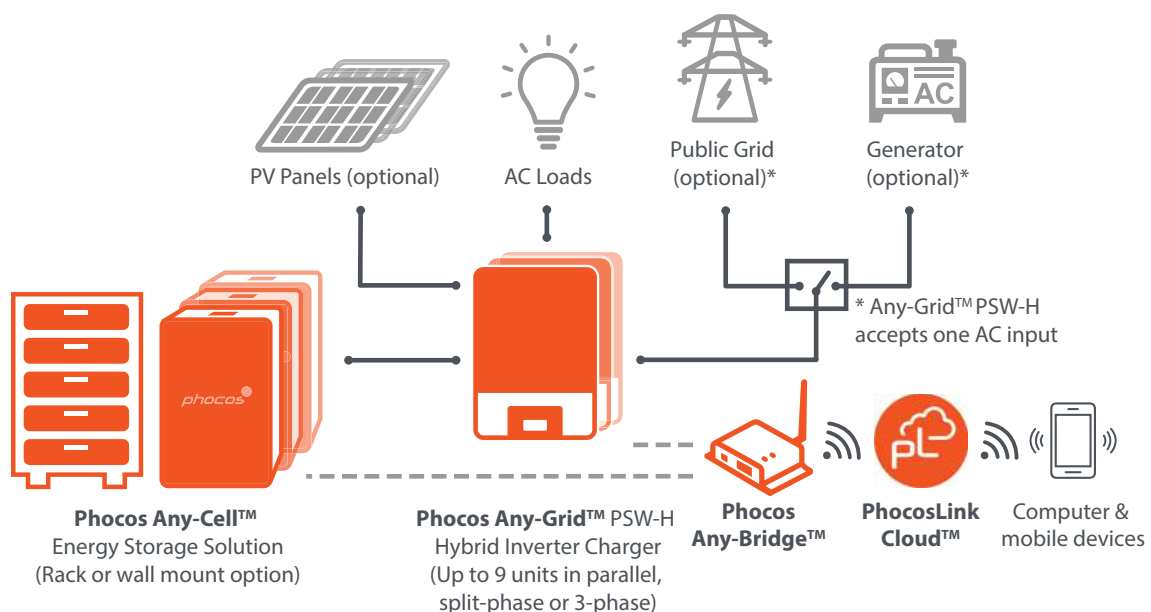 AC
PV Panels (optional)
AC Loads
Public Grid
(optional)*
Generator
(optional)*
* Any-Grid™ PSW-H
accepts one AC input
phocos
pL
Phocos Any-Cell™
Energy Storage Solution
(Rack or wall mount option)
Phocos Any-Grid™ PSW-H
Hybrid Inverter Charger
(Up to 9 units in parallel,
split-phase or 3-phase)
Phocos
Any-Bridge™
PhocosLink
Cloud™
Computer &
mobile devices